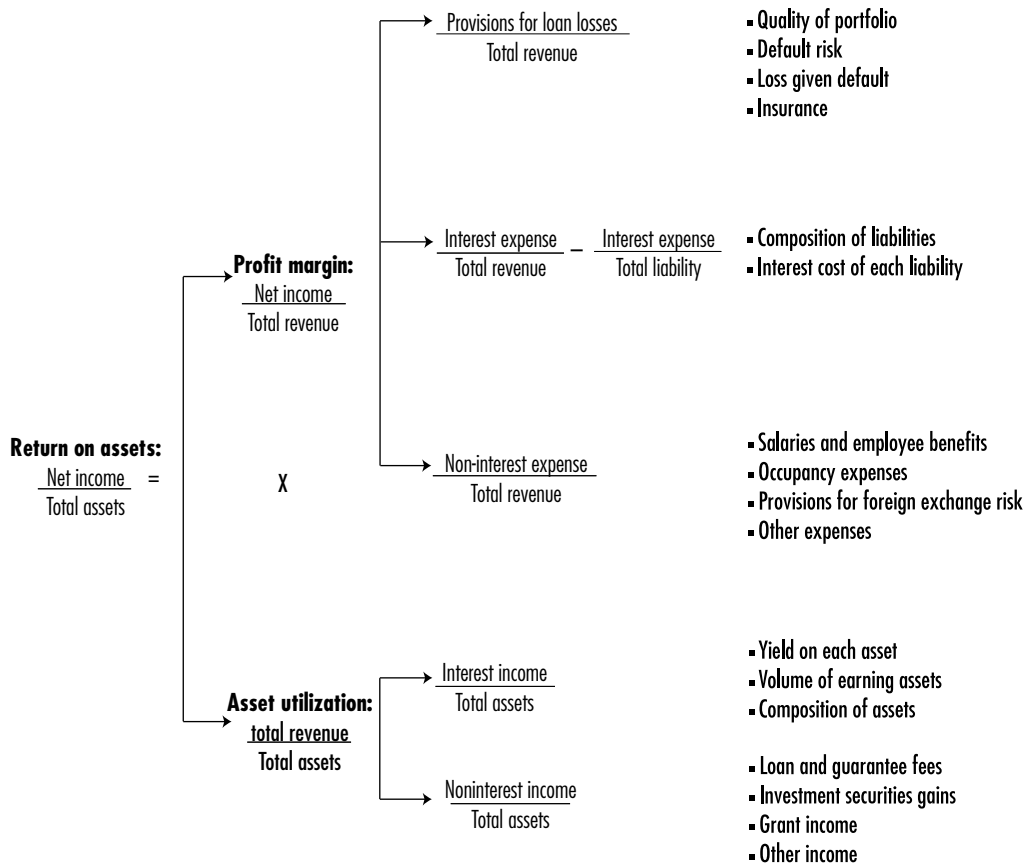 Provisions for loan losses
Total revenue
▪ Quality of portfolio
▪ Default risk
▪ Loss given default
▪ Insurance
Profit margin:
Net income
Total revenue
Interest expense – Interest expense
Total revenue Total liability
▪ Composition of liabilities
▪ Interest cost of each liability
Return on assets:
Net income =
Total assets
X
Non-interest expense
Total revenue
▪ Salaries and employee benefits
▪ Occupancy expenses
▪ Provisions for foreign exchange risk
▪ Other expenses
Asset utilization:
total revenue
Total assets
Interest income
Total assets
▪ Yield on each asset
▪ Volume of earning assets
▪ Composition of assets
Noninterest income
Total assets
▪ Loan and guarantee fees
▪ Investment securities gains
▪ Grant income
▪ Other income